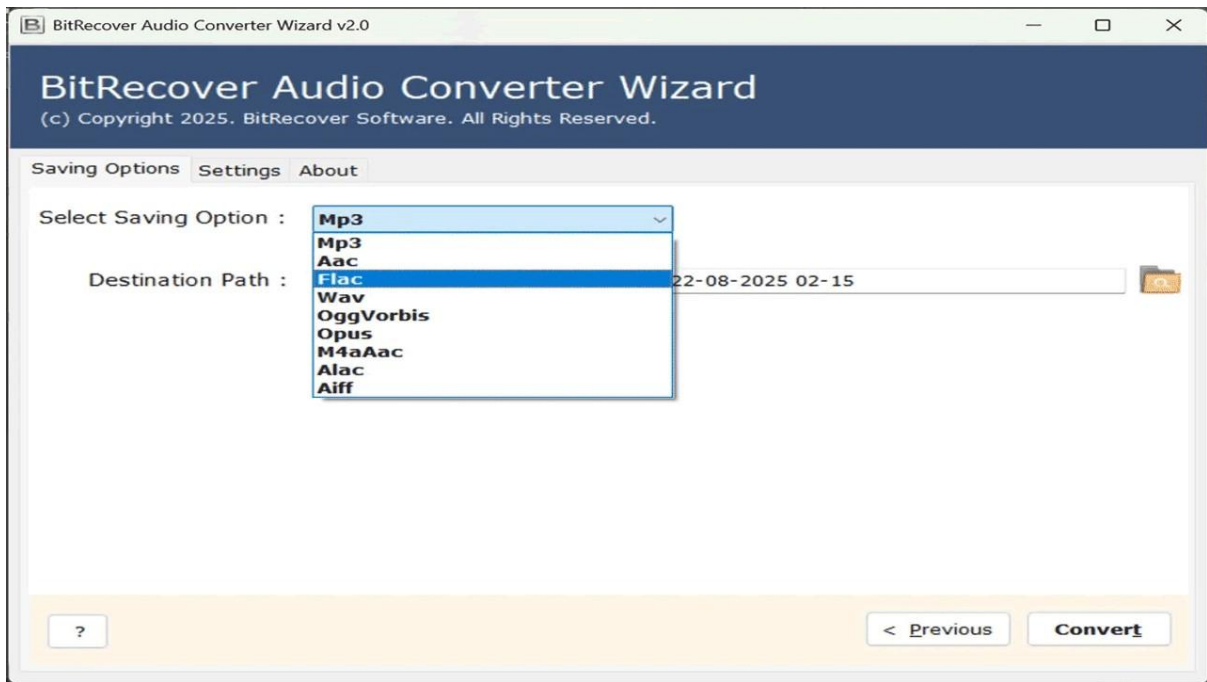 BitRecover Audio Converter Wizard v2.0
BitRecover Audio Converter Wizard
(c) Copyright 2025. BitRecover Software. All Rights Reserved.
Saving Options Settings About
Select Saving Option : Mp3
Mp3
Aac
Destination Path : Flac 22-08-2025 02-15
Wav
OggVorbis
Opus
M4aAac
Alac
Aiff
? < Previous Convert